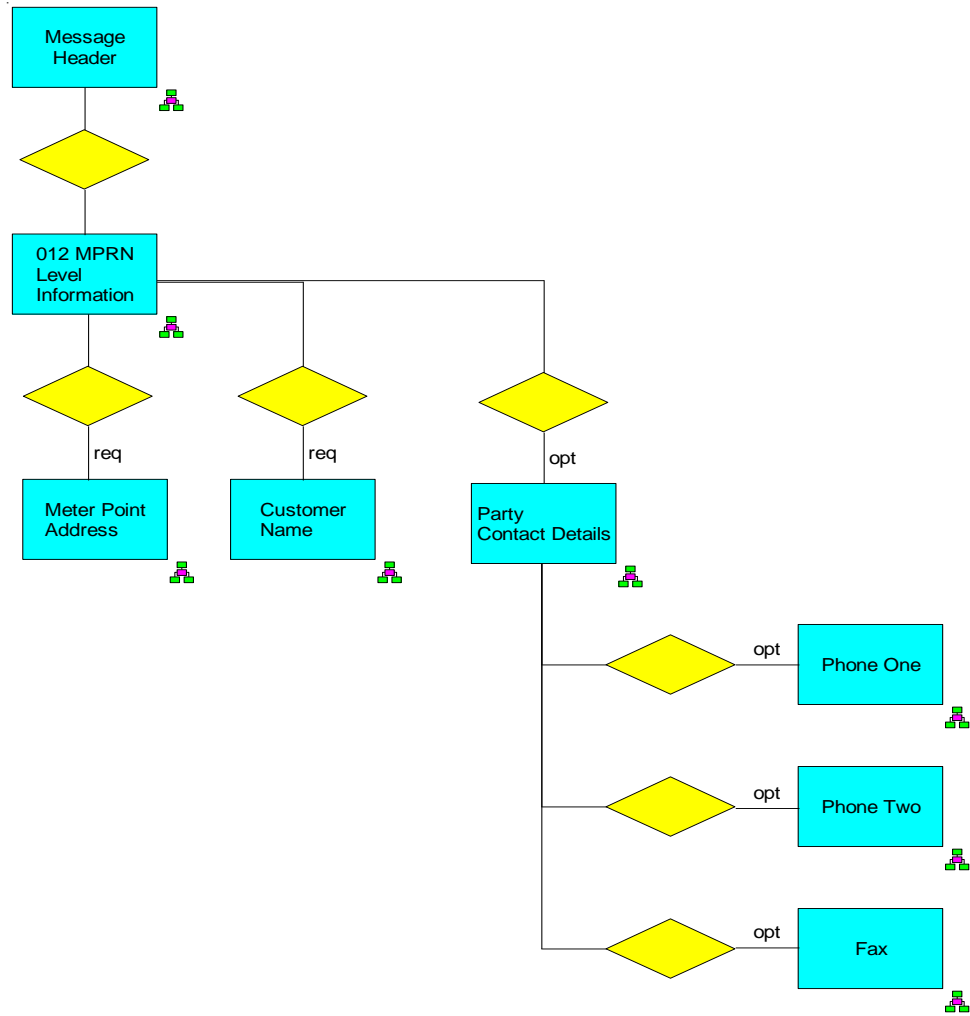 Message
Header
012 MPRN
Level
Information
req
req
opt
Meter Point
Address
Customer
Name
Party
Contact Details
opt
Phone One
opt
Phone Two
opt
Fax